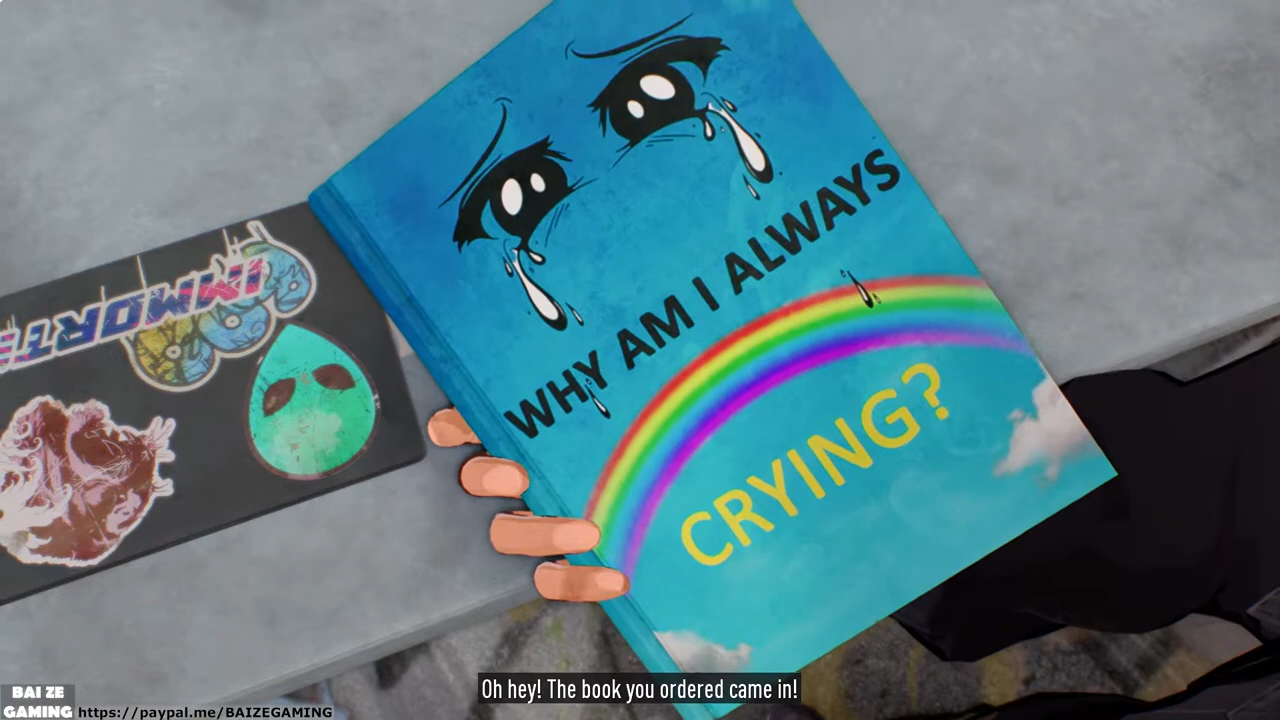 IMMORT
WHY AM I ALWAYS
CRYING?
Oh hey! The book you ordered came in!
BAI ZE
GAMING https://paypal.me/BAIZEGAMING